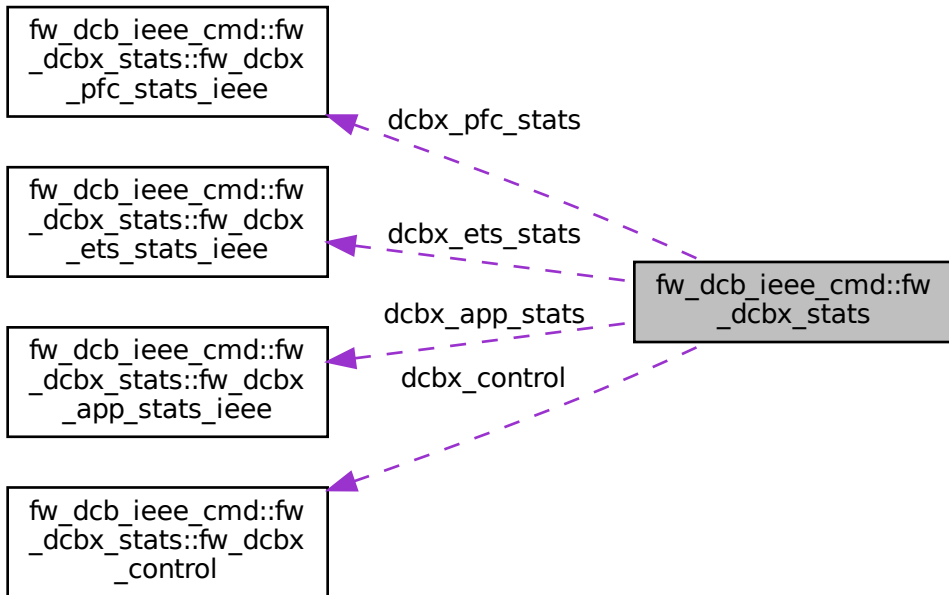 fw_dcb_ieee_cmd::fw
_dcbx_stats::fw_dcbx
_pfc_stats_ieee
dcbx_pfc_stats
fw_dcb_ieee_cmd::fw
_dcbx_stats::fw_dcbx
_ets_stats_ieee
dcbx_ets_stats
fw_dcb_ieee_cmd::fw
_dcbx_stats
dcbx_app_stats
fw_dcb_ieee_cmd::fw
_dcbx_stats::fw_dcbx
_app_stats_ieee
dcbx_control
fw_dcb_ieee_cmd::fw
_dcbx_stats::fw_dcbx
_control